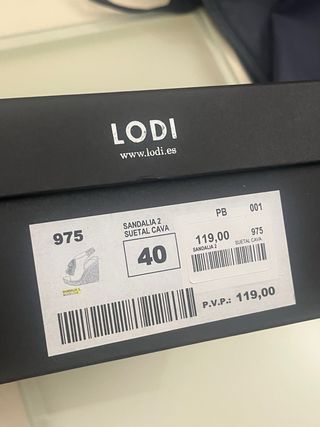 LODI
www.lodi.es
975
SANDALIA 2
SUETAL CAVA
40
PB 001
119,00 975
SANDALIA 2 SUETAL CAVA
P.V.P.: 119,00